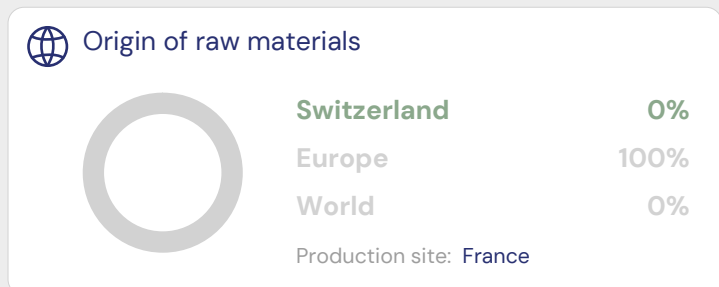 Origin of raw materials
Switzerland 0%
Europe 100%
World 0%
Production site: France